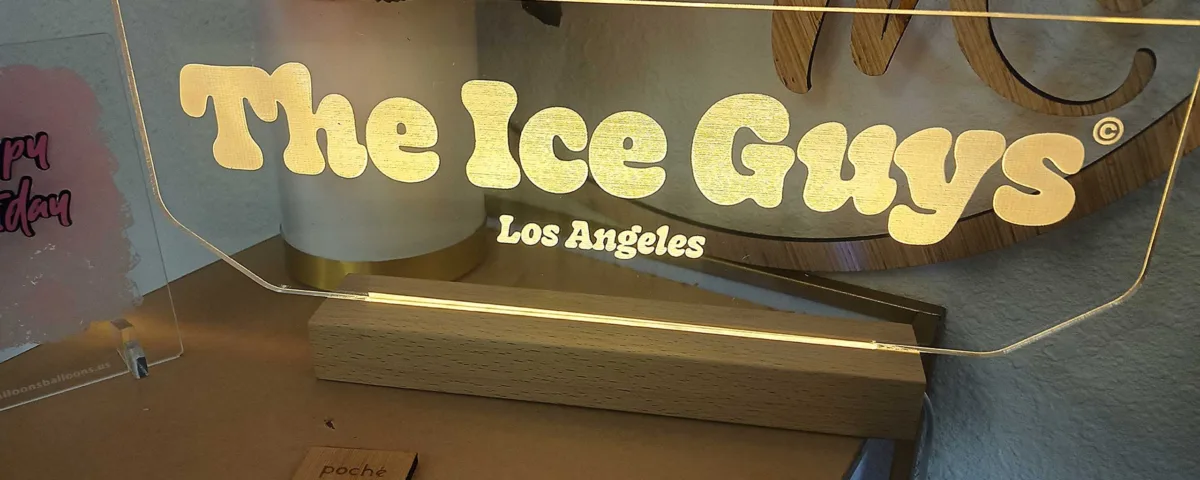 The Ice Guys©
Los Angeles
poché